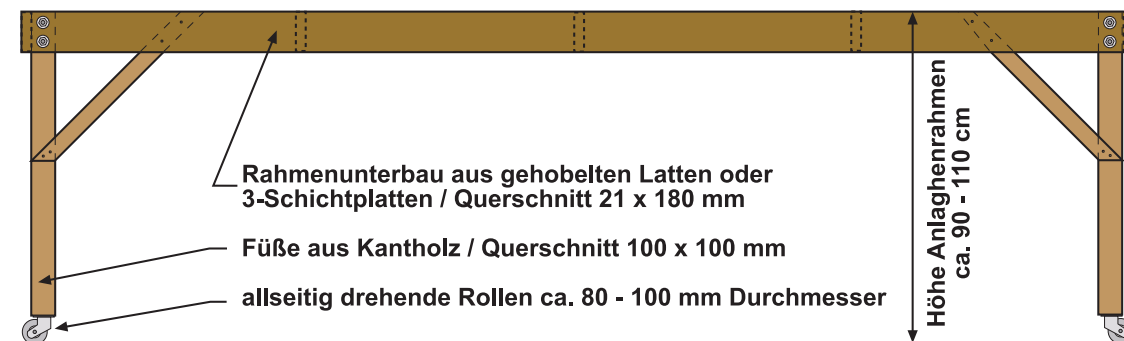 Rahmenunterbau aus gehobelten Latten oder
3-Schichtplatten / Querschnitt 21 x 180 mm
Füße aus Kantholz / Querschnitt 100 x 100 mm
allseitig drehende Rollen ca. 80 - 100 mm Durchmesser
Höhe Anlaghenrahmen
ca. 90 - 110 cm